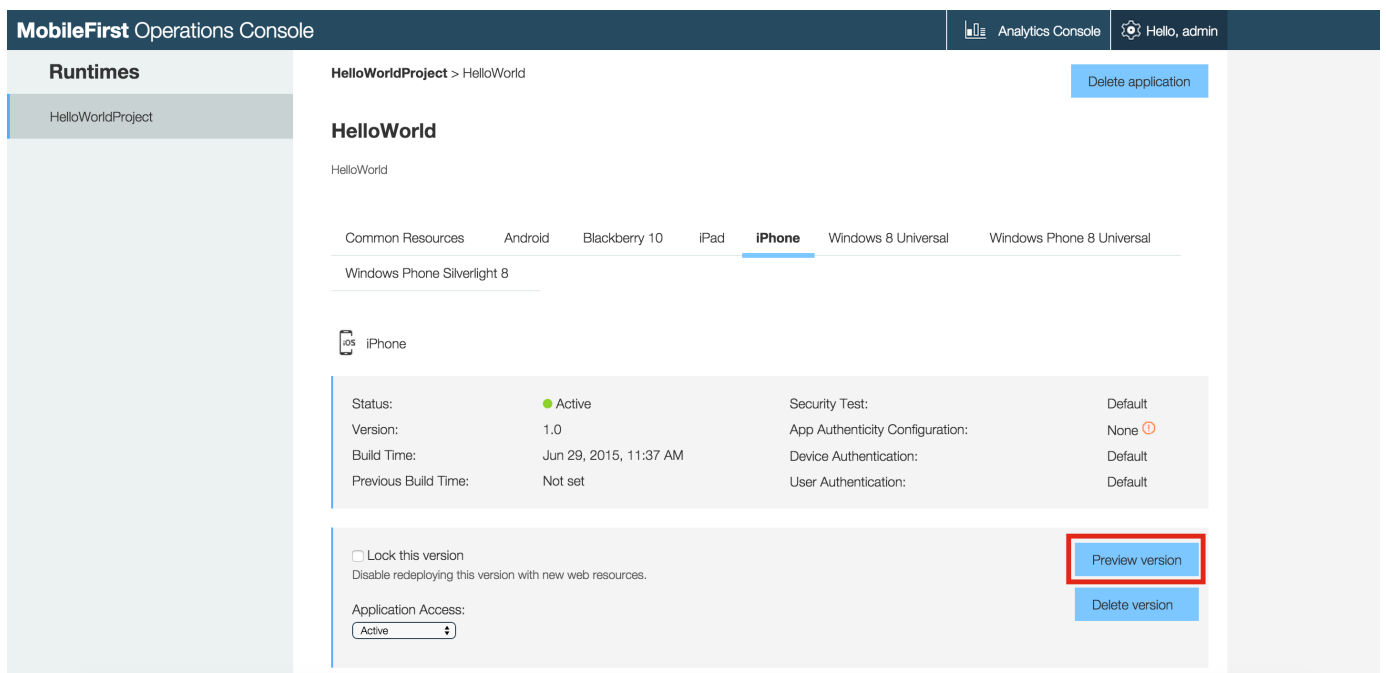 MobileFirst Operations Console
Analytics Console
Hello, admin
Runtimes
HelloWorldProject
HelloWorldProject > HelloWorld
Delete application
HelloWorld
HelloWorld
Common Resources Android Blackberry 10 iPad iPhone Windows 8 Universal Windows Phone 8 Universal
Windows Phone Silverlight 8
iOS iPhone
Status: Active Security Test: Default
Version: 1.0 App Authenticity Configuration: None
Build Time: Jun 29, 2015, 11:37 AM Device Authentication: Default
Previous Build Time: Not set User Authentication: Default
Lock this version
Disable redeploying this version with new web resources.
Preview version
Delete version
Application Access:
Active